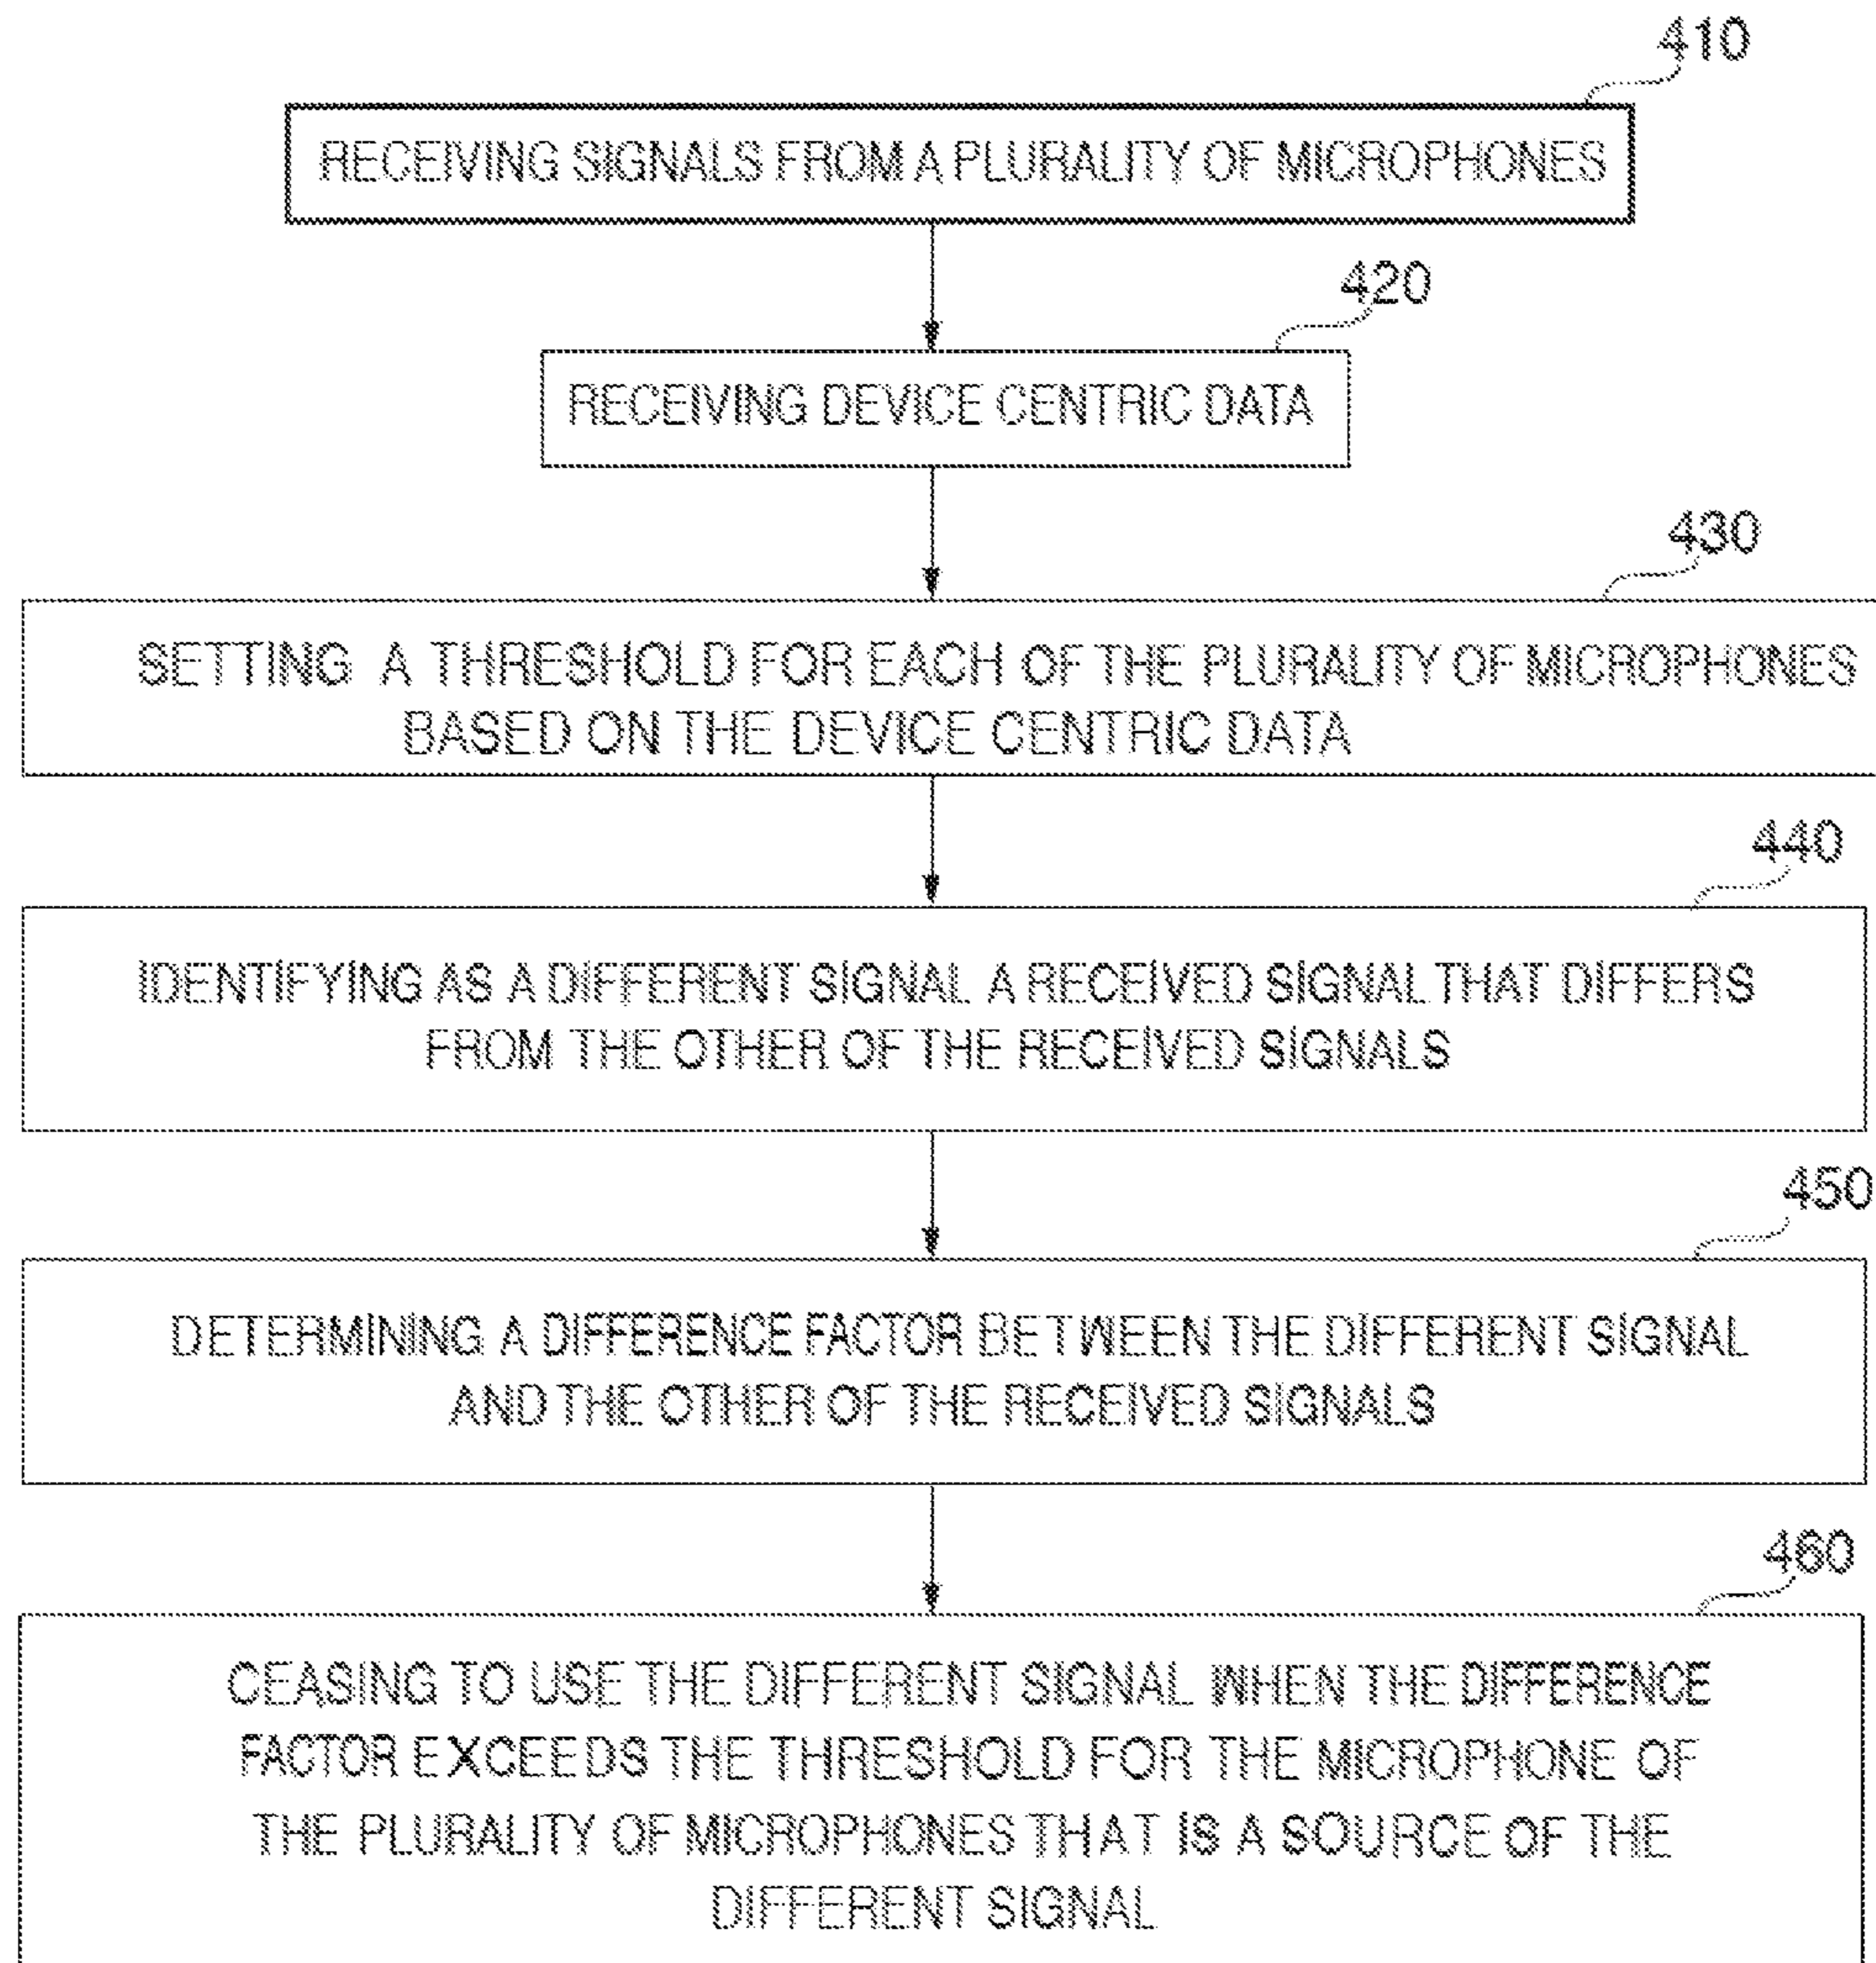 410
RECEIVING SIGNALS FROM A PLURALITY OF MICROPHONES
420
RECEIVING DEVICE CENTRIC DATA
430
SETTING A THRESHOLD FOR EACH OF THE PLURALITY OF MICROPHONES
BASED ON THE DEVICE CENTRIC DATA
440
IDENTIFYING AS A DIFFERENT SIGNAL A RECEIVED SIGNAL THAT DIFFERS
FROM THE OTHER OF THE RECEIVED SIGNALS
450
DETERMINING A DIFFERENCE FACTOR BETWEEN THE DIFFERENT SIGNAL
AND THE OTHER OF THE RECEIVED SIGNALS
460
CEASING TO USE THE DIFFERENT SIGNAL WHEN THE DIFFERENCE
FACTOR EXCEEDS THE THRESHOLD FOR THE MICROPHONE OF
THE PLURALITY OF MICROPHONES THAT IS A SOURCE OF THE
DIFFERENT SIGNAL